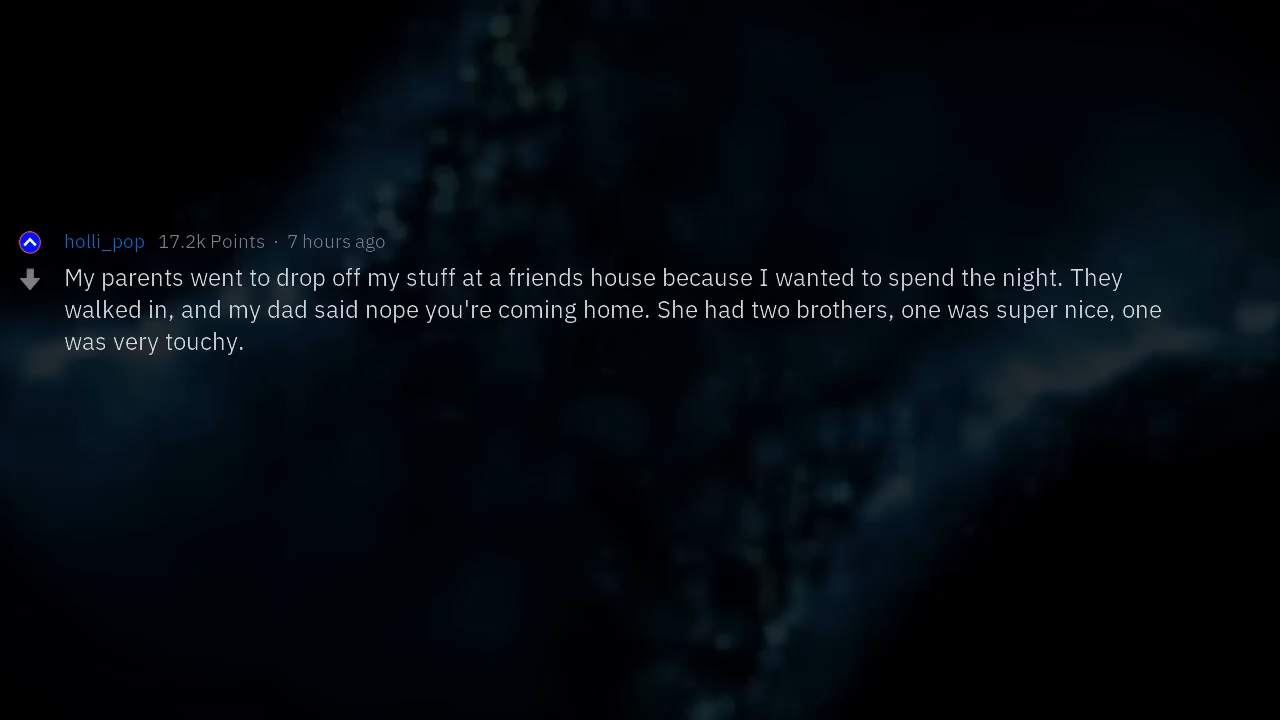 holli_pop 17.2k Points · 7 hours ago
My parents went to drop off my stuff at a friends house because I wanted to spend the night. They
walked in, and my dad said nope you're coming home. She had two brothers, one was super nice, one
was very touchy.